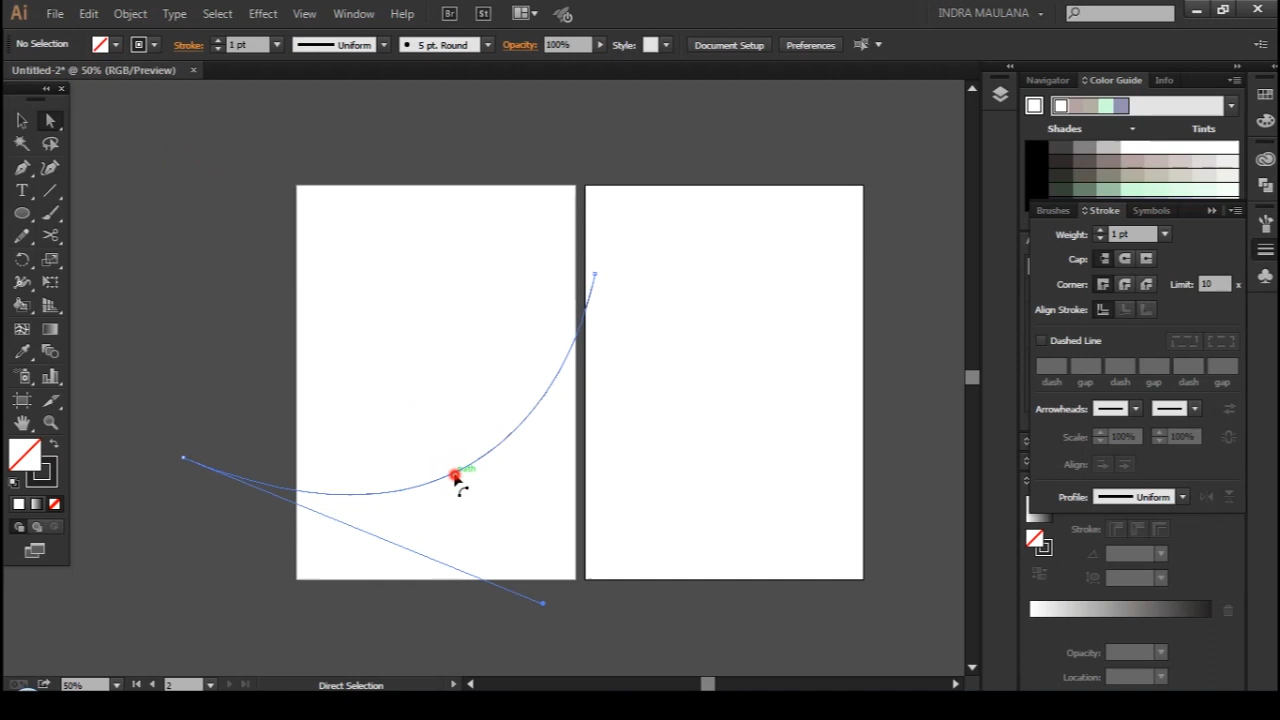 Ai File Edit Object Type Select Effect View Window Help Br St INDRA MAULANA
No Selection Stroke: 1 pt Uniform 5 pt. Round Opacity: 100% Style: Document Setup Preferences
Untitled-2* @ 50% (RGB/Preview) ×
Navigator Color Guide Info
Shades Tints
Brushes Stroke Symbols
Weight: 1 pt
Cap:
Corner: Limit: 10 x
Align Stroke:
Dashed Line
dash gap dash gap dash gap
Arrowheads:
Scale: 100% 100%
Align:
path
Profile: Uniform
Stroke:
Opacity:
Location:
50% 2 Direct Selection